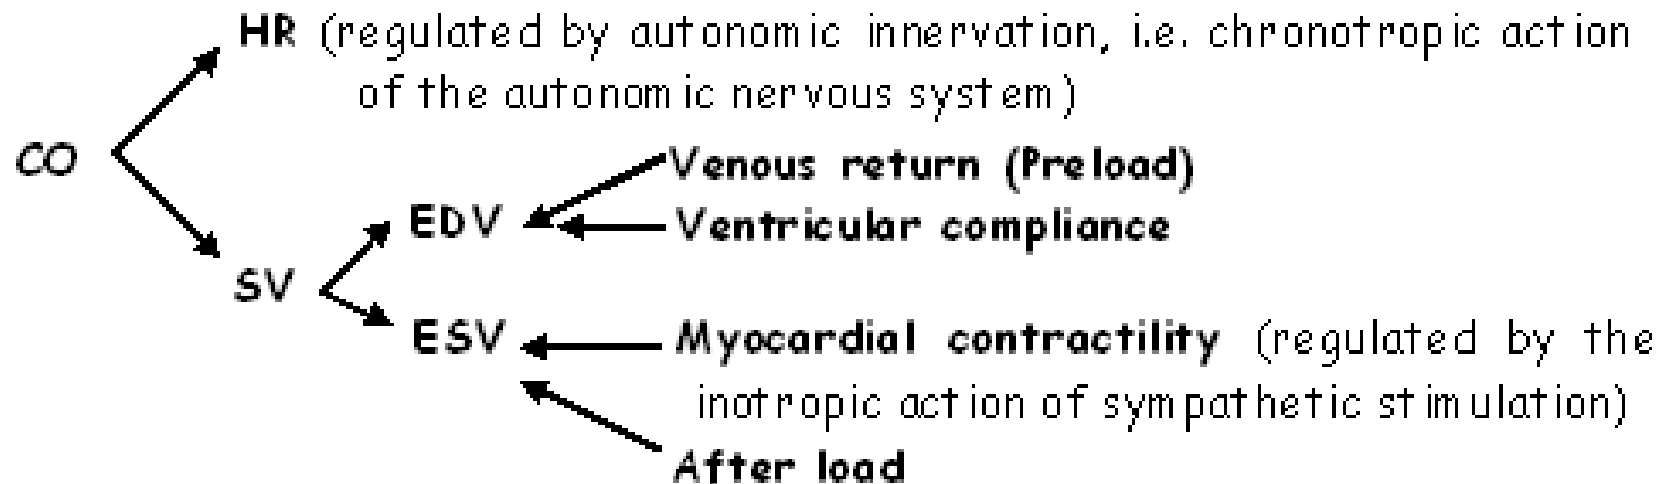 HR (regulated by autonomic innervation, i.e. chronotropic action
of the autonomic nervous system)
CO
Venous return (Preload)
EDV
Ventricular compliance
SV
ESV
Myocardial contractility (regulated by the
inotropic action of sympathetic stimulation)
After load